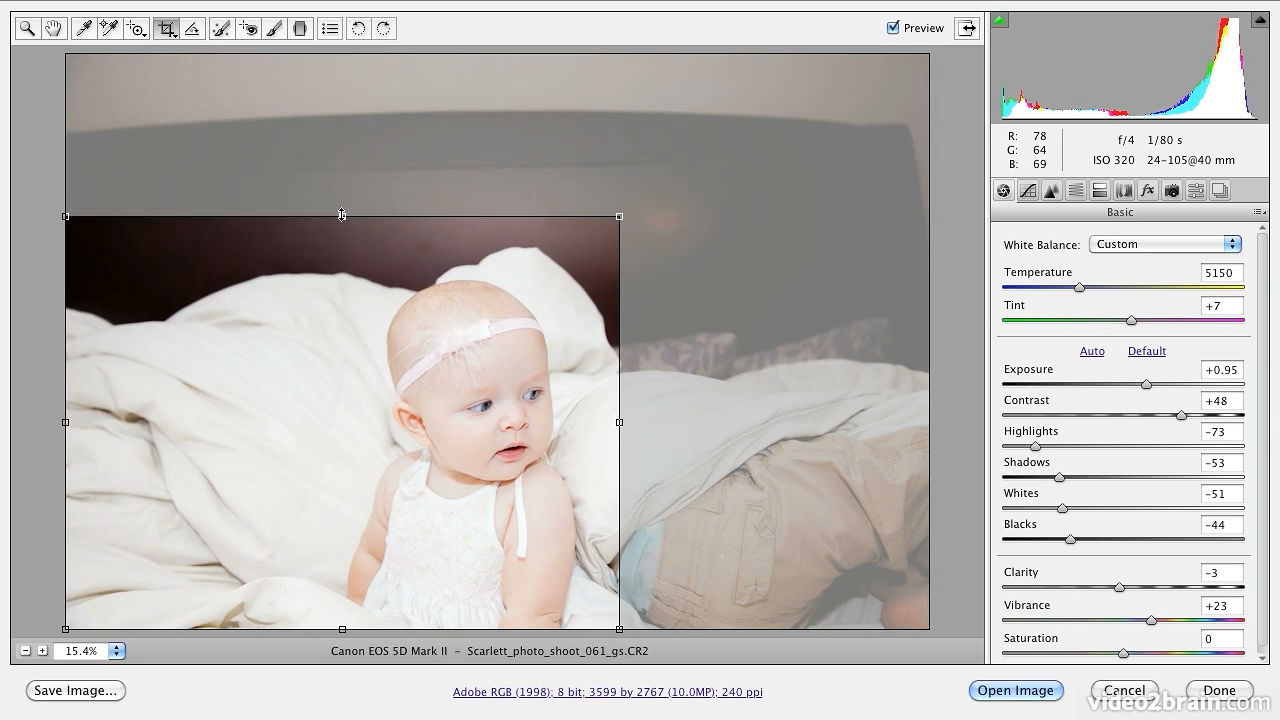 Preview
R: 78
G: 64
B: 69
f/4 1/80 s
ISO 320 24-105@40 mm
fx
Basic
White Balance: Custom
Temperature 5150
Tint +7
Auto Default
Exposure +0.95
Contrast +48
Highlights -73
Shadows -53
Whites -51
Blacks -44
Clarity -3
Vibrance +23
Saturation 0
15.4% Canon EOS 5D Mark II – Scarlett_photo_shoot_061_gs.CR2
Save Image... Adobe RGB (1998); 8 bit; 3599 by 2767 (10.0MP); 240 ppi Open Image Cancel Done
video2brain.com